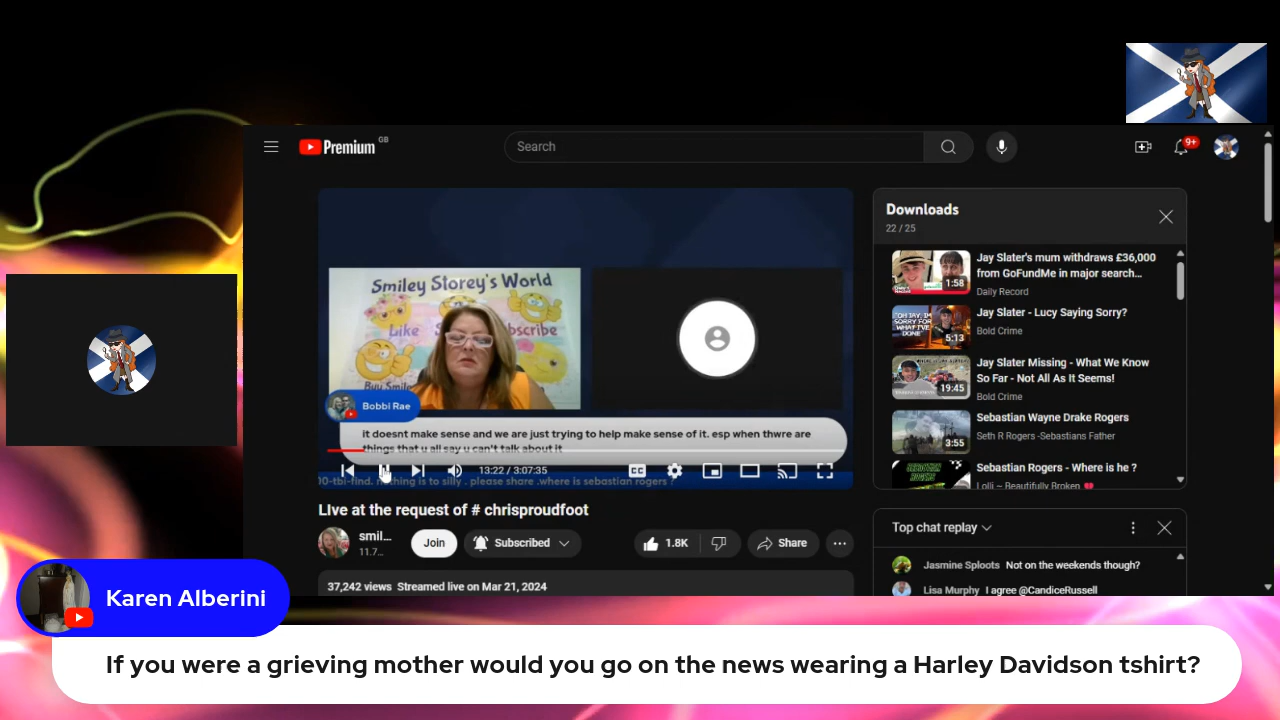 Premium GB
Search
9+
Smiley Storey's World
Like
Bobbi Rae
it doesnt make sense and we are just trying to help make sense of it. esp when thwre are
things that u all say u can't talk about it
13:22 / 3:07:35
CC
LIve at the request of # chrisproudfoot
smil...
11.7...
Join
Subscribed
1.8K
Share
37,242 views Streamed live on Mar 21, 2024
Downloads
22 / 25
1:58
Jay Slater's mum withdraws £36,000
from GoFundMe in major search...
Daily Record
5:13
Jay Slater - Lucy Saying Sorry?
Bold Crime
19:45
Jay Slater Missing - What We Know
So Far - Not All As It Seems!
Bold Crime
3:55
Sebastian Wayne Drake Rogers
Seth R Rogers -Sebastians Father
Sebastian Rogers - Where is he ?
Lolli ~ Beautifully Broken
Top chat replay
Jasmine Sploots Not on the weekends though?
Lisa Murphy I agree @CandiceRussell
Karen Alberini
If you were a grieving mother would you go on the news wearing a Harley Davidson tshirt?